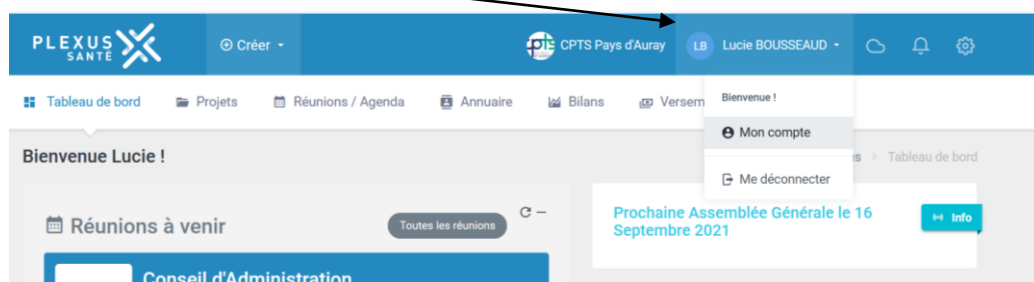 PLEXUS
SANTÉ
Créer
CPTS Pays d'Auray
LB
Lucie BOUSSEAUD
Tableau de bord
Projets
Réunions / Agenda
Annuaire
Bilans
Versem
Bienvenue !
Mon compte
Me déconnecter
Bienvenue Lucie !
s > Tableau de bord
Réunions à venir
Toutes les réunions
Prochaine Assemblée Générale le 16
Septembre 2021
Info
Conseil d'Administration